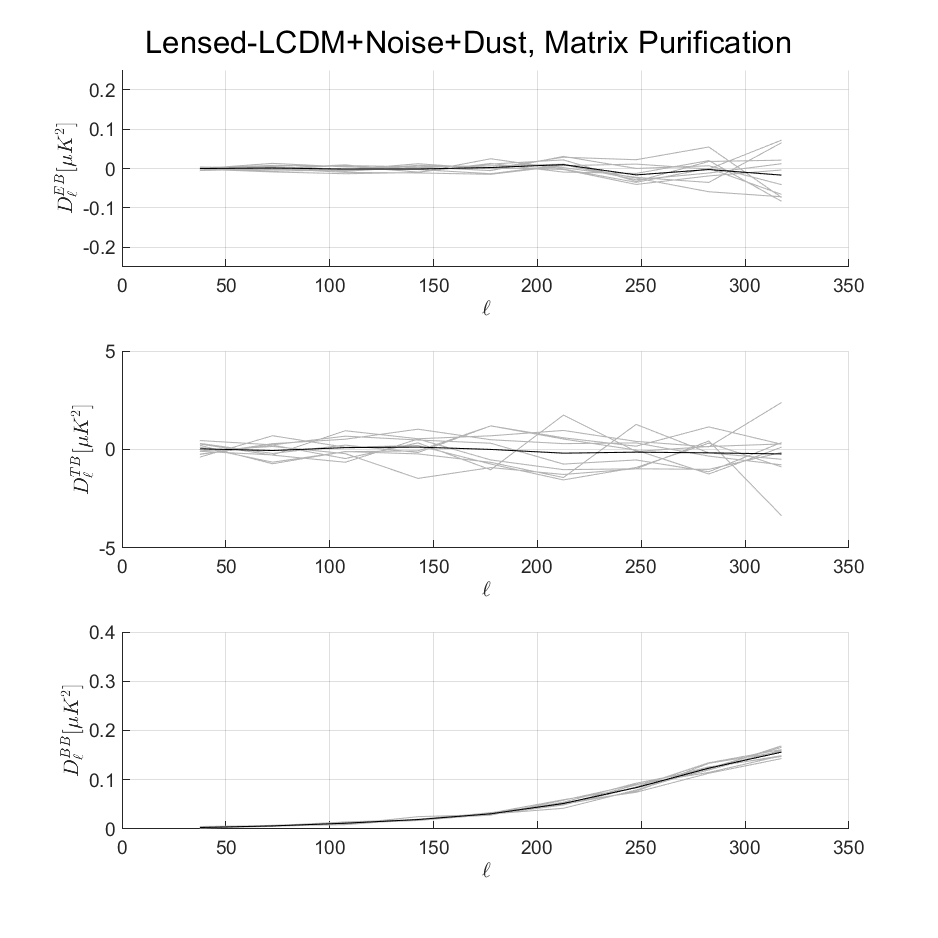 Lensed-LCDM+Noise+Dust, Matrix Purification
0.2
0.1
0
-0.1
-0.2
D_ℓ^{EB}[μK²]
0 50 100 150 200 250 300 350
ℓ
5
0
-5
D_ℓ^{TB}[μK²]
0 50 100 150 200 250 300 350
ℓ
0.4
0.3
0.2
0.1
0
D_ℓ^{BB}[μK²]
0 50 100 150 200 250 300 350
ℓ